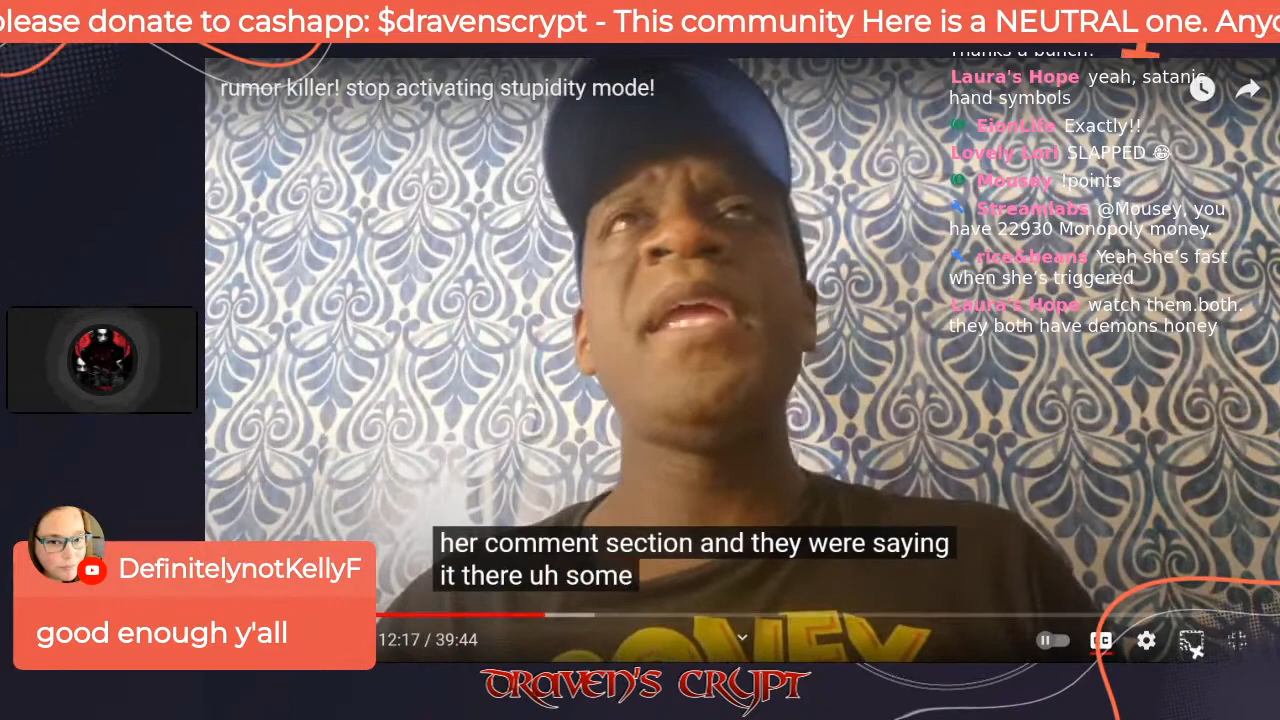 please donate to cashapp: $dravenscrypt - This community Here is a NEUTRAL one. Anyo
rumor killer! stop activating stupidity mode!
Thanks a bunch!
Laura's Hope yeah, satanic
hand symbols
EionLife Exactly!!
Lovely Lori SLAPPED 😂
Mousey !points
Streamlabs @Mousey, you
have 22930 Monopoly money.
rice&beans Yeah she's fast
when she's triggered
Laura's Hope watch them.both.
they both have demons honey
her comment section and they were saying
it there uh some
DefinitelynotKellyF
good enough y'all
12:17 / 39:44
CC
DRAVEN'S CRYPT